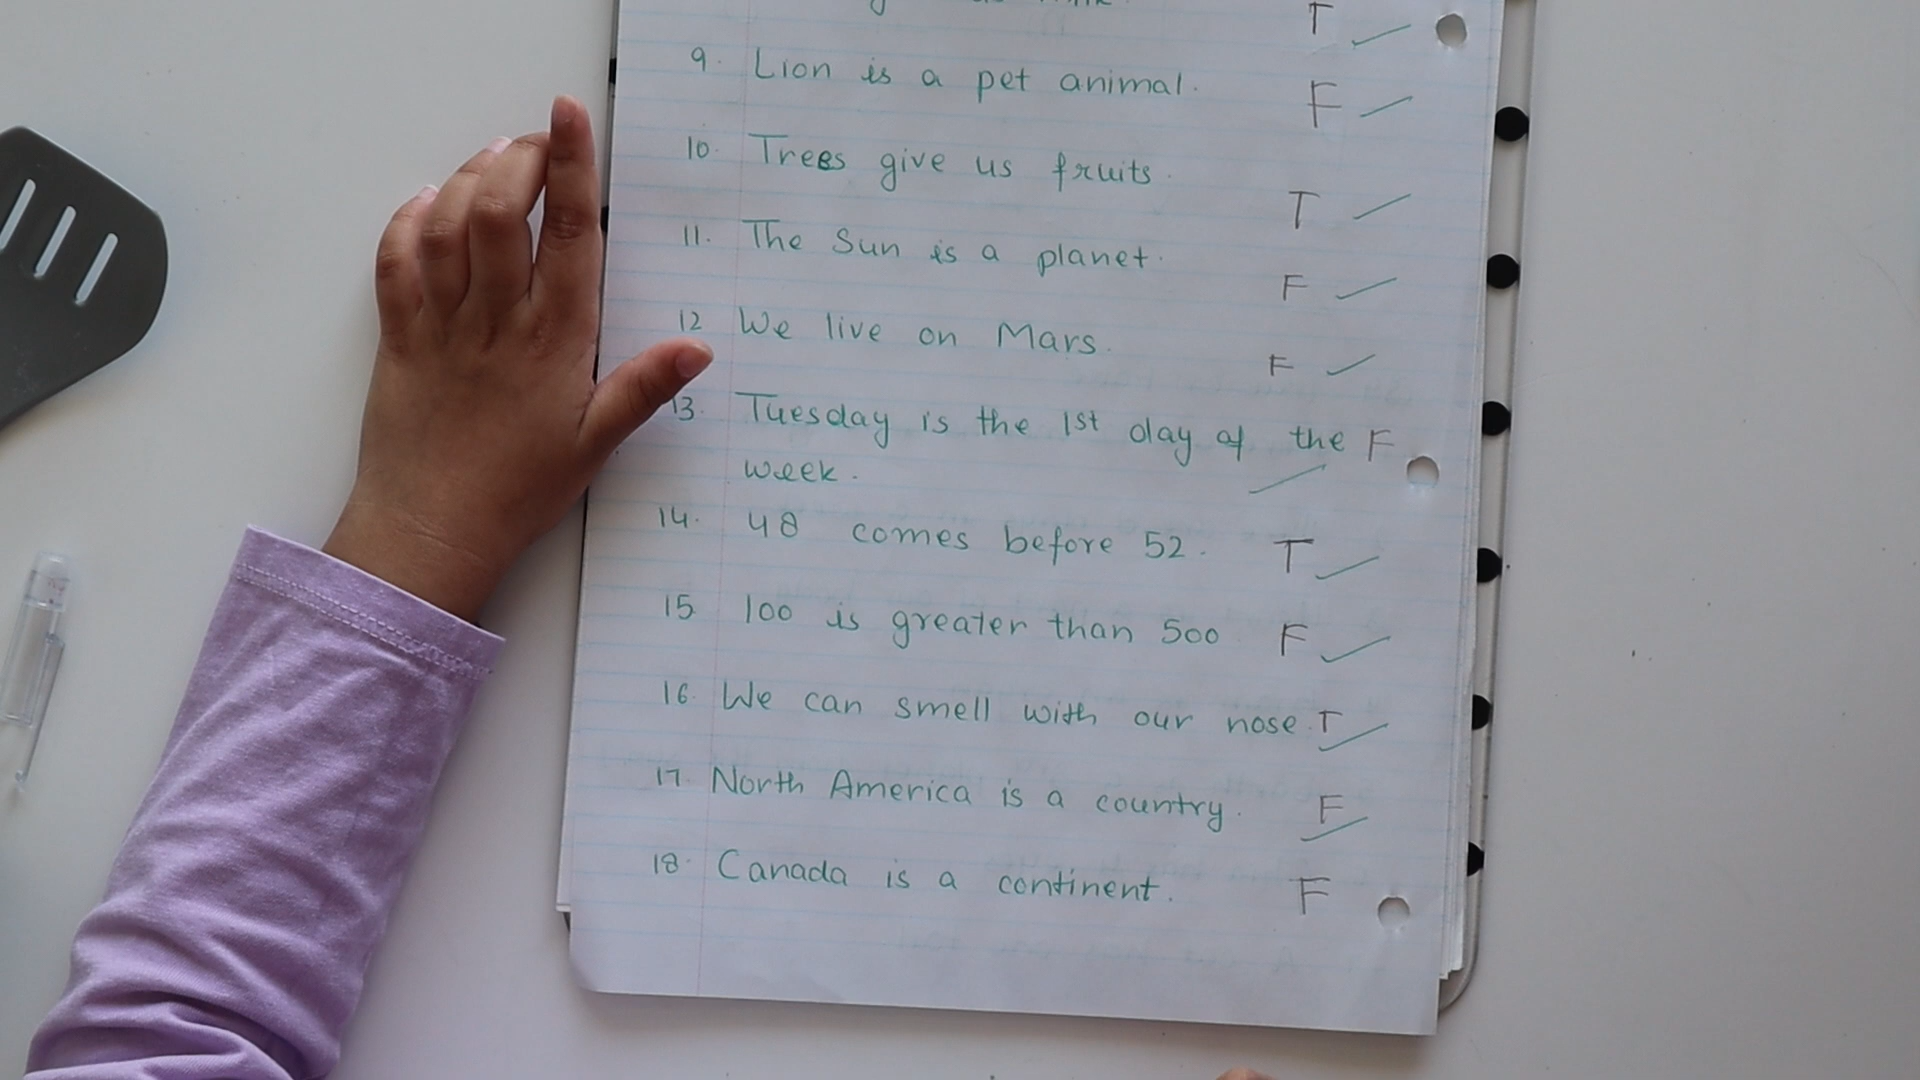 T
9. Lion is a pet animal. F
10. Trees give us fruits. T
11. The Sun is a planet. F
12 We live on Mars. F
13. Tuesday is the 1st day of the F
week.
14. 48 comes before 52. T
15. 100 is greater than 500 F
16. We can smell with our nose. T
17. North America is a country. F
18. Canada is a continent. F